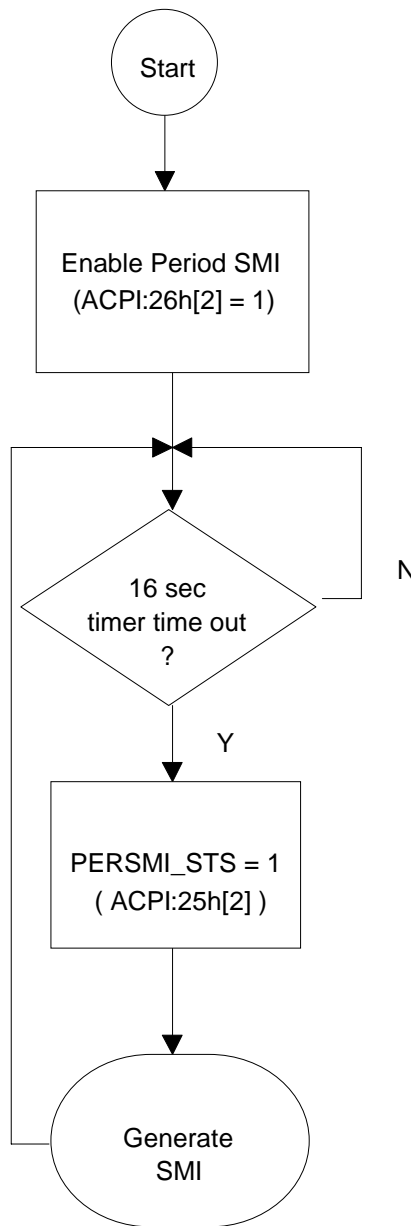 Start
Enable Period SMI
(ACPI:26h[2] = 1)
16 sec
timer time out
?
N
Y
PERSMI_STS = 1
( ACPI:25h[2] )
Generate
SMI